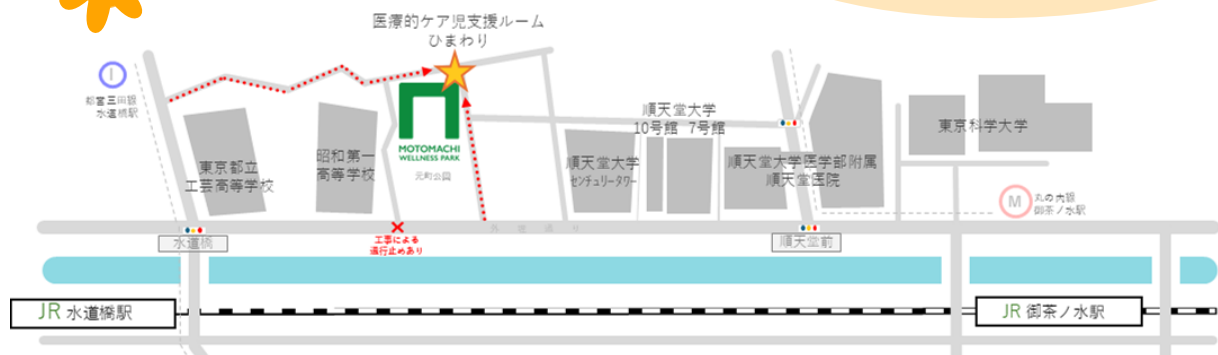 医療的ケア児支援ルーム
ひまわり
I
都営三田線
水道橋駅
東京都立
工芸高等学校
昭和第一
高等学校
MOTOMACHI
WELLNESS PARK
元町公園
順天堂大学
10号館 7号館
順天堂大学
センチュリータワー
順天堂大学医学部附属
順天堂医院
東京科学大学
M
丸の内線
御茶ノ水駅
水道橋
工事による
通行止めあり
外堀通り
順天堂前
JR 水道橋駅
JR 御茶ノ水駅